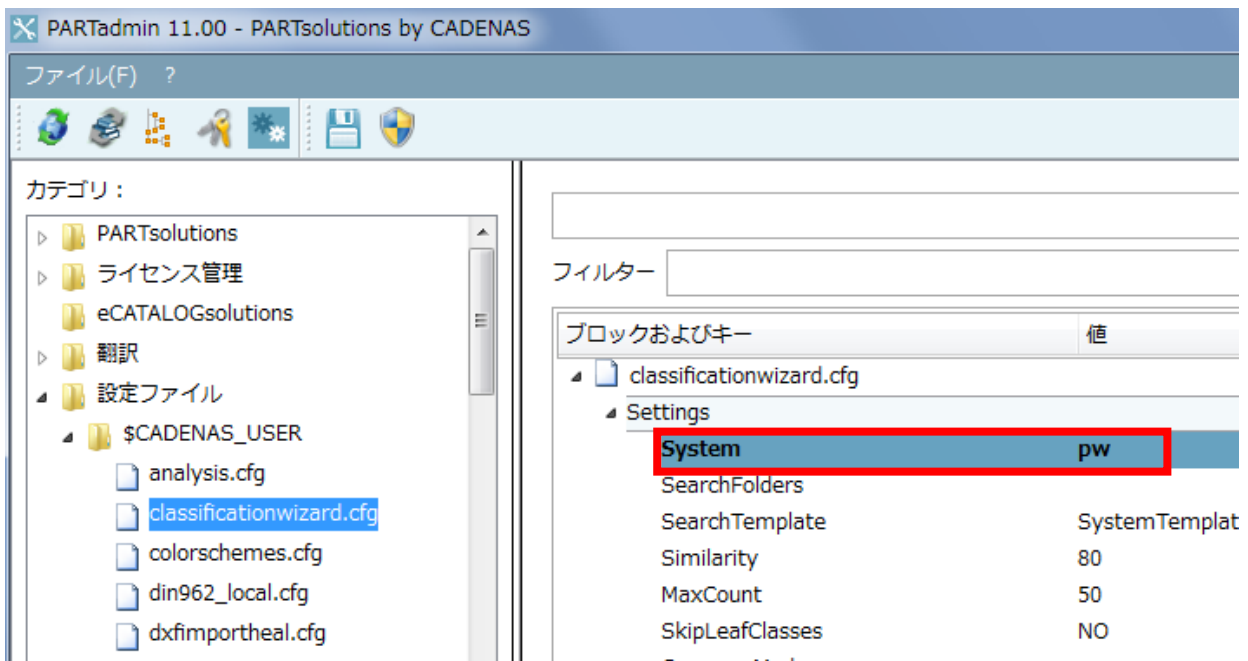 PARTadmin 11.00 - PARTsolutions by CADENAS
ファイル(F) ?
カテゴリ：
PARTsolutions
ライセンス管理
eCATALOGsolutions
翻訳
設定ファイル
$CADENAS_USER
analysis.cfg
classificationwizard.cfg
colorschemes.cfg
din962_local.cfg
dxfimportheal.cfg
フィルター
ブロックおよびキー 値
classificationwizard.cfg
Settings
System pw
SearchFolders
SearchTemplate SystemTemplat
Similarity 80
MaxCount 50
SkipLeafClasses NO